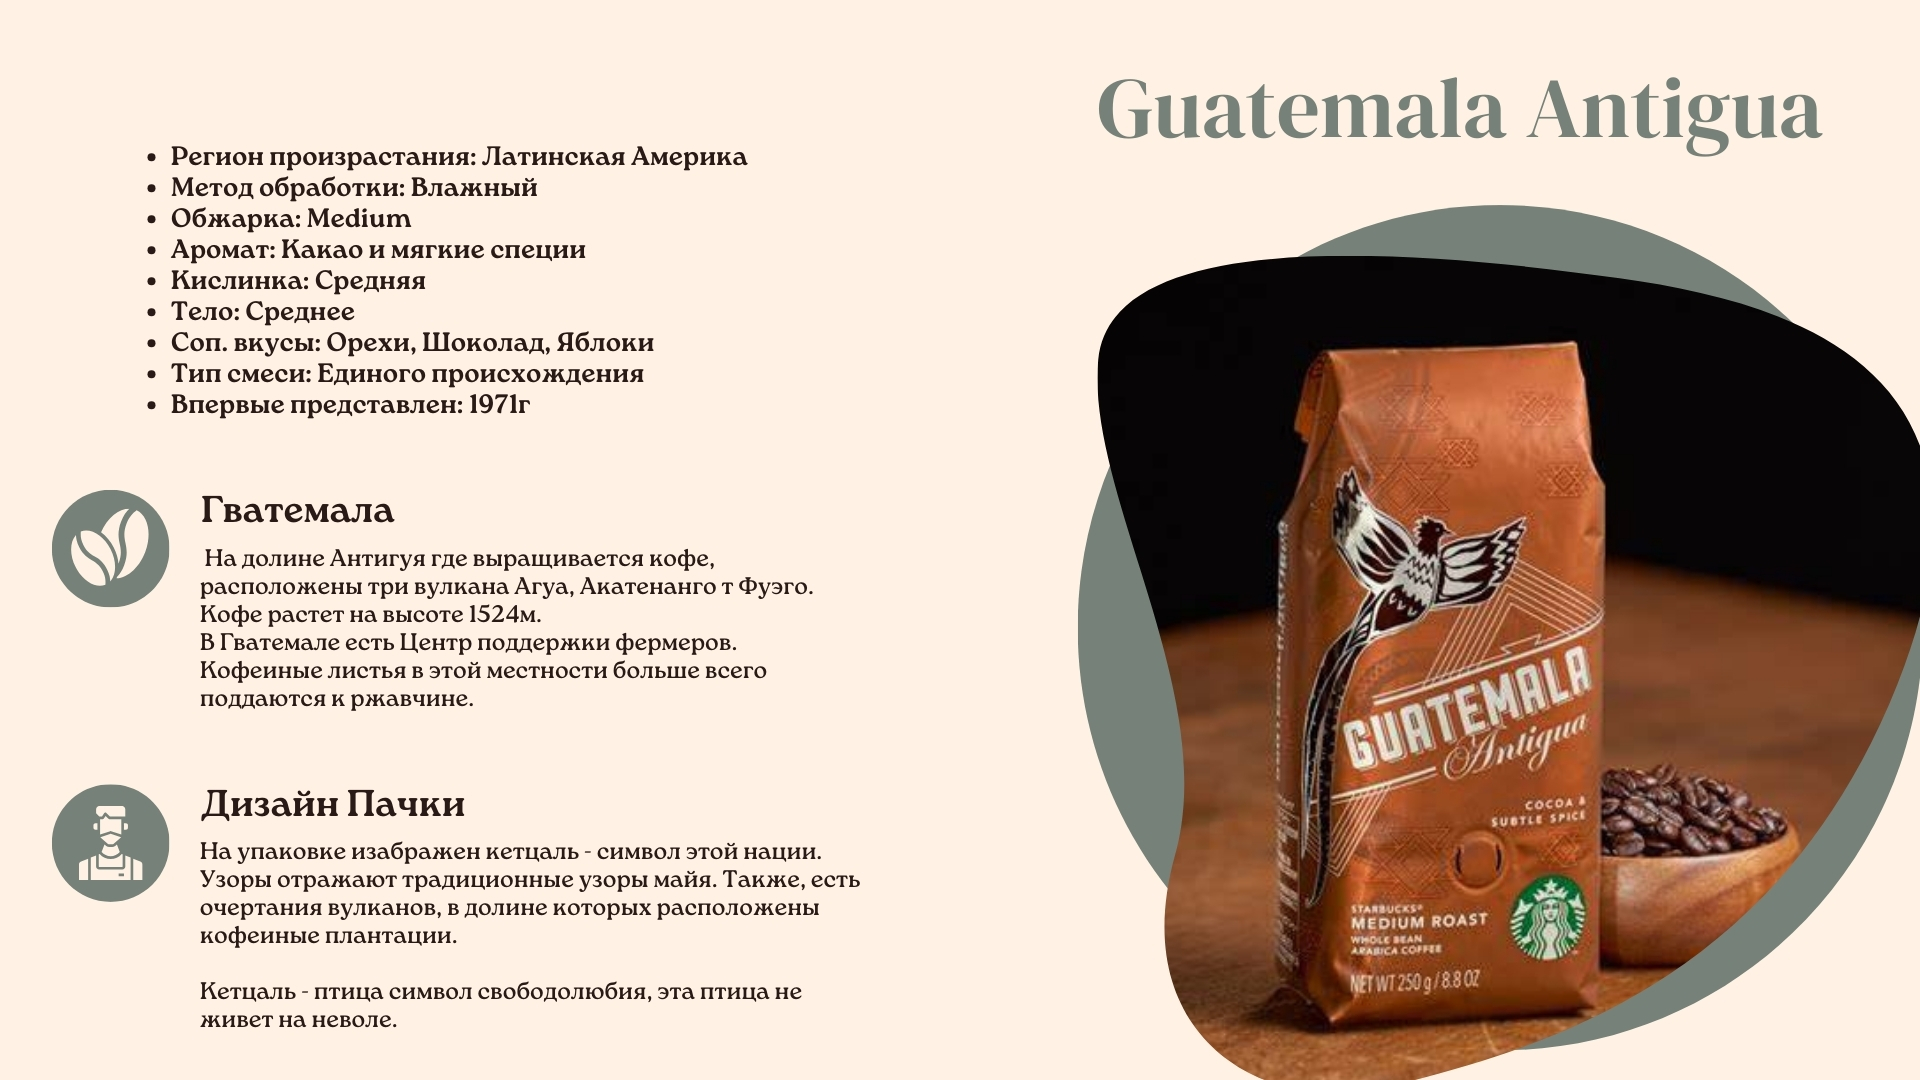 Guatemala Antigua
• Регион произрастания: Латинская Америка
• Метод обработки: Влажный
• Обжарка: Medium
• Аромат: Какао и мягкие специи
• Кислинка: Средняя
• Тело: Среднее
• Соп. вкусы: Орехи, Шоколад, Яблоки
• Тип смеси: Единого происхождения
• Впервые представлен: 1971г
Гватемала
На долине Антигуя где выращивается кофе,
расположены три вулкана Агуа, Акатенанго т Фуэго.
Кофе растет на высоте 1524м.
В Гватемале есть Центр поддержки фермеров.
Кофеиные листья в этой местности больше всего
поддаются к ржавчине.
Дизайн Пачки
На упаковке изабражен кетцаль - символ этой нации.
Узоры отражают традиционные узоры майя. Также, есть
очертания вулканов, в долине которых расположены
кофеиные плантации.
Кетцаль - птица символ свободолюбия, эта птица не
живет на неволе.
GUATEMALA
Antigua
COCOA &
SUBTLE SPICE
STARBUCKS®
MEDIUM ROAST
WHOLE BEAN
ARABICA COFFEE
NET WT 250 g / 8.8 OZ